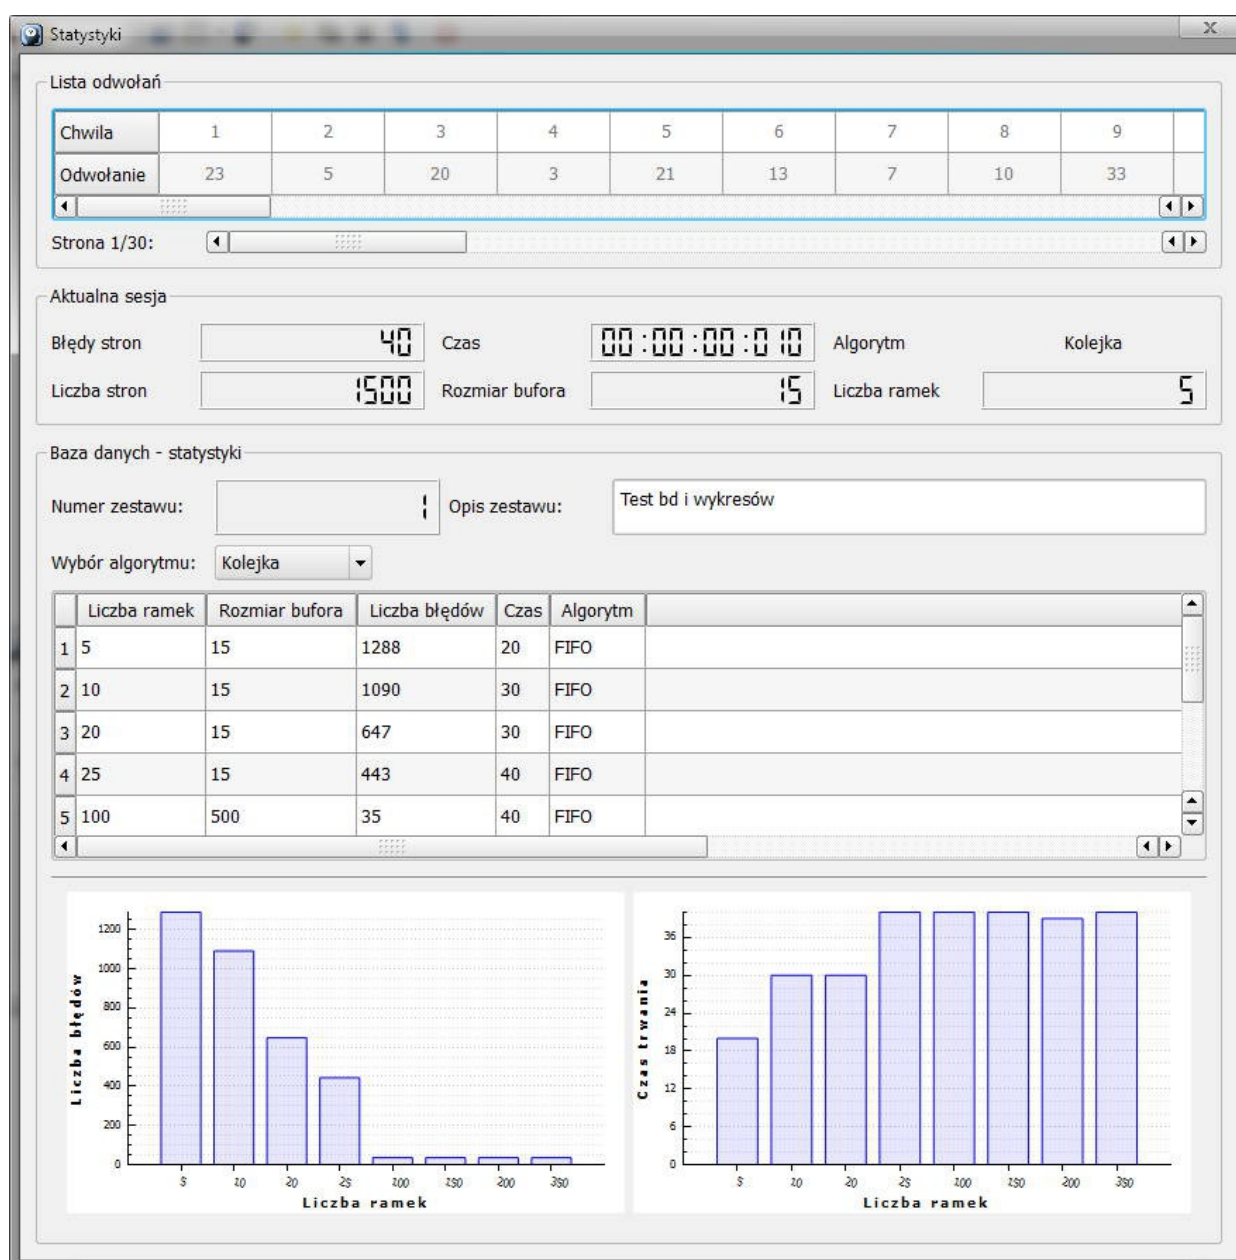 Statystyki
Lista odwołań
Chwila 1 2 3 4 5 6 7 8 9
Odwołanie 23 5 20 3 21 13 7 10 33
Strona 1/30:
Aktualna sesja
Błędy stron 40 Czas 00:00:00:010 Algorytm Kolejka
Liczba stron 1500 Rozmiar bufora 15 Liczba ramek 5
Baza danych - statystyki
Numer zestawu: 1 Opis zestawu: Test bd i wykresów
Wybór algorytmu: Kolejka
Liczba ramek Rozmiar bufora Liczba błędów Czas Algorytm
1 5 15 1288 20 FIFO
2 10 15 1090 30 FIFO
3 20 15 647 30 FIFO
4 25 15 443 40 FIFO
5 100 500 35 40 FIFO
Liczba błędów
1200
1000
800
600
400
200
0
5 10 20 25 100 150 200 350
Liczba ramek
Czas trwania
36
30
24
18
12
6
0
5 10 20 25 100 150 200 350
Liczba ramek